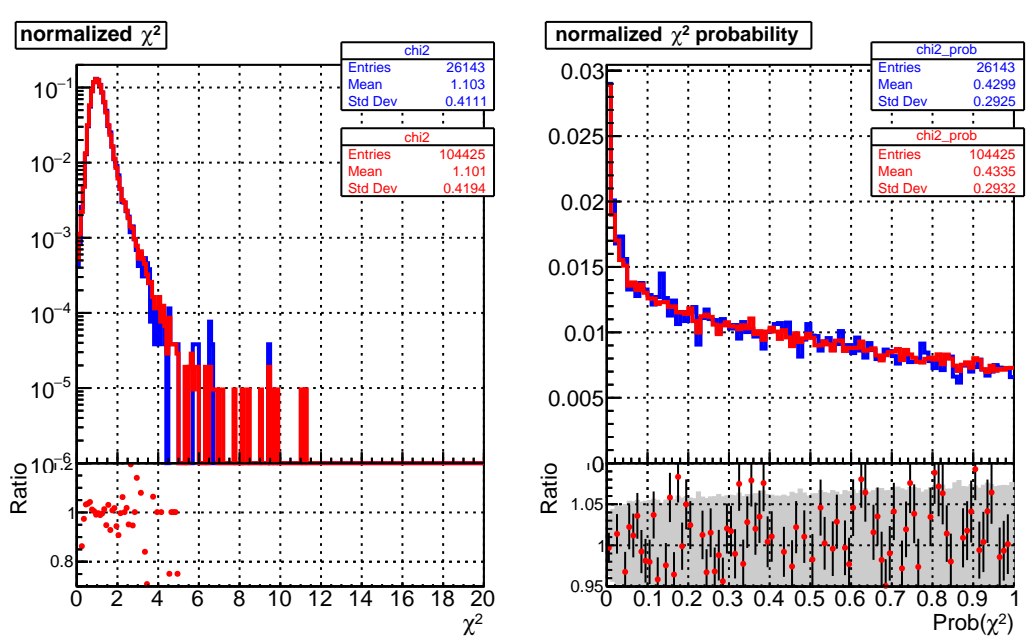 normalized χ²
chi2
Entries 26143
Mean 1.103
Std Dev 0.4111
chi2
Entries 104425
Mean 1.101
Std Dev 0.4194
10⁻¹
10⁻²
10⁻³
10⁻⁴
10⁻⁵
10⁻⁶
1.2
1
0.8
Ratio
0 2 4 6 8 10 12 14 16 18 20
χ²
normalized χ² probability
chi2_prob
Entries 26143
Mean 0.4299
Std Dev 0.2925
chi2_prob
Entries 104425
Mean 0.4335
Std Dev 0.2932
0.03
0.025
0.02
0.015
0.01
0.005
0
1.05
1
0.95
Ratio
0 0.1 0.2 0.3 0.4 0.5 0.6 0.7 0.8 0.9 1
Prob(χ²)